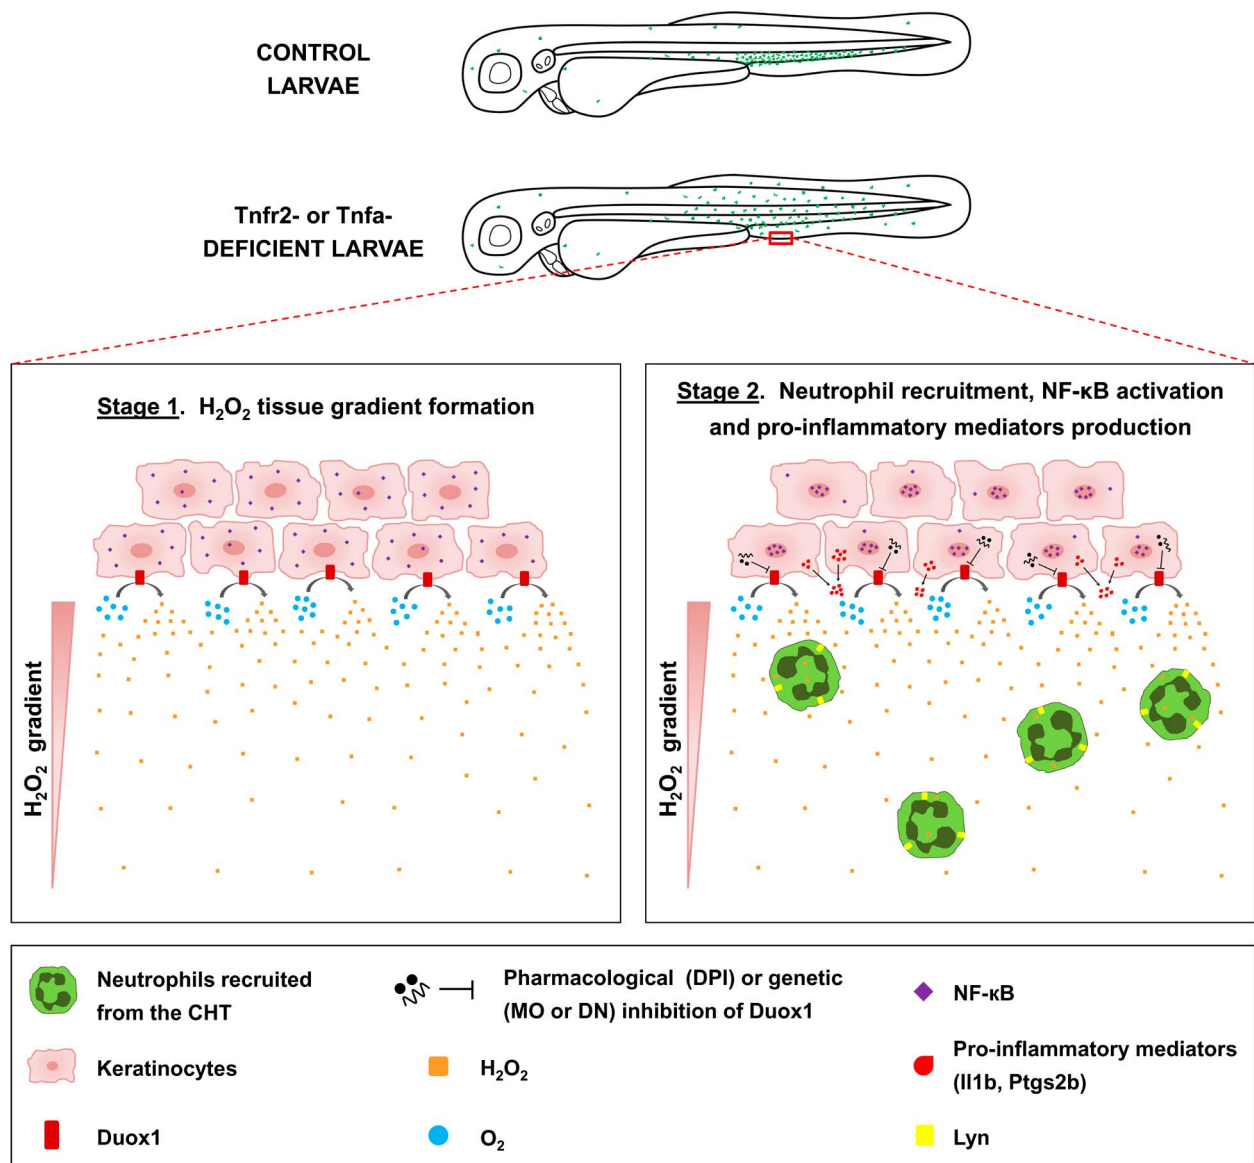 CONTROL
LARVAE
Tnfr2- or Tnfa-
DEFICIENT LARVAE
Stage 1. H₂O₂ tissue gradient formation
H₂O₂ gradient
Stage 2. Neutrophil recruitment, NF-κB activation
and pro-inflammatory mediators production
H₂O₂ gradient
Neutrophils recruited
from the CHT
Keratinocytes
Duox1
Pharmacological (DPI) or genetic
(MO or DN) inhibition of Duox1
H₂O₂
O₂
NF-κB
Pro-inflammatory mediators
(Il1b, Ptgs2b)
Lyn